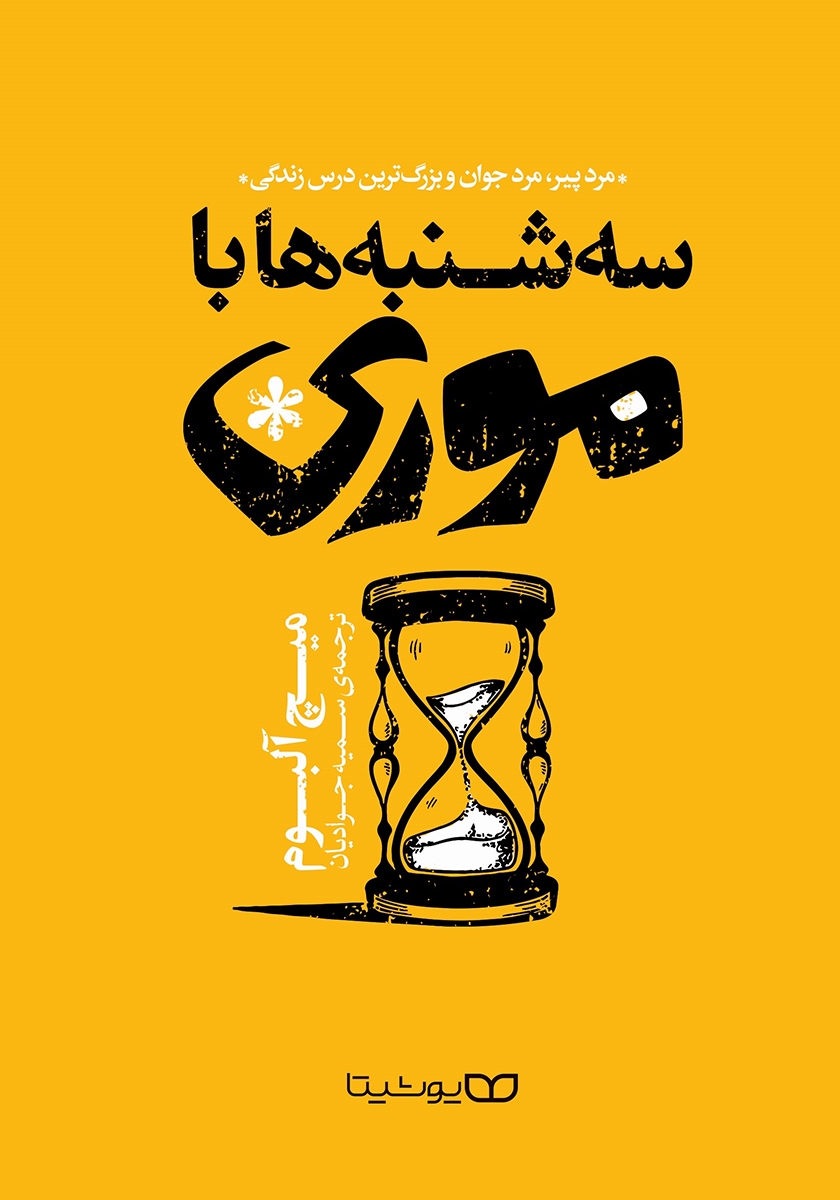 * مرد پیر، مرد جوان و بزرگ‌ترین درس زندگی *
سه‌شنبه‌ها با
موری
میچ آلبوم
ترجمه‌ی سمیه جوادیان
یوشیتا